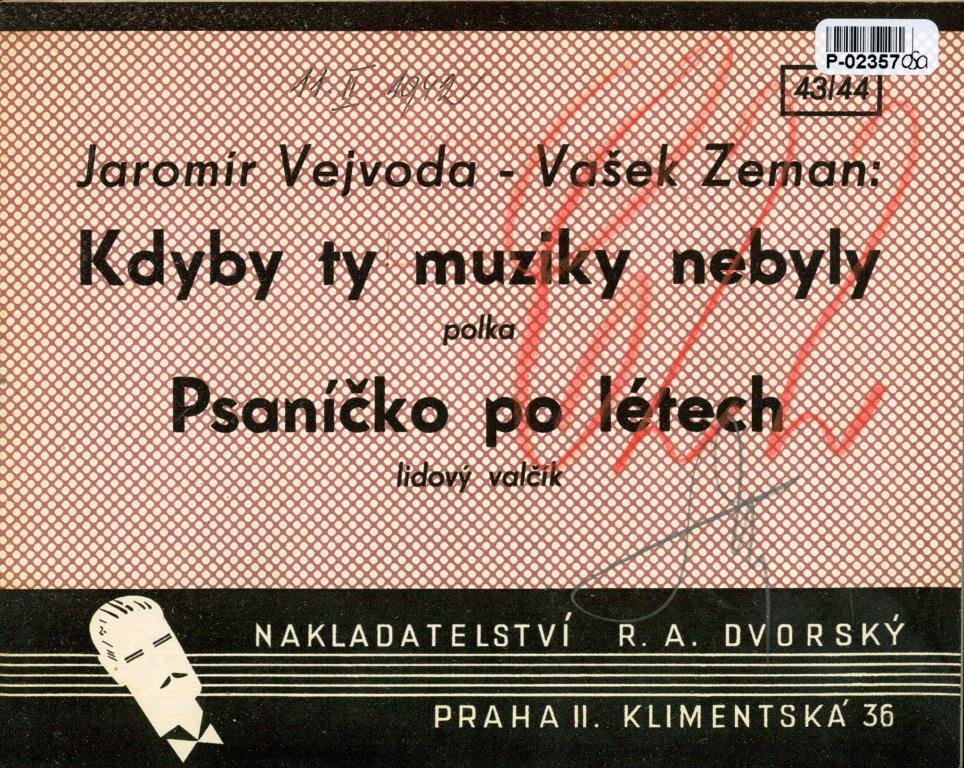 P-02357
11. II. 1942
43/44
Jaromír Vejvoda - Vašek Zeman:
Kdyby ty muziky nebyly
polka
Psaníčko po létech
lidový valčík
NAKLADATELSTVÍ R. A. DVORSKÝ
PRAHA II. KLIMENTSKÁ 36